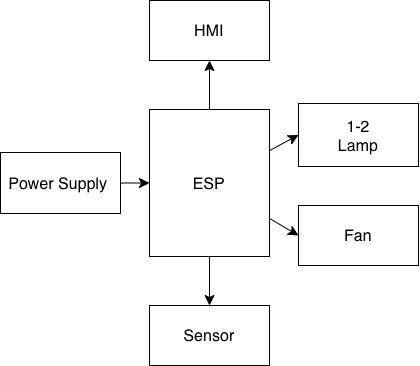 HMI
1-2
Lamp
Power Supply
ESP
Fan
Sensor